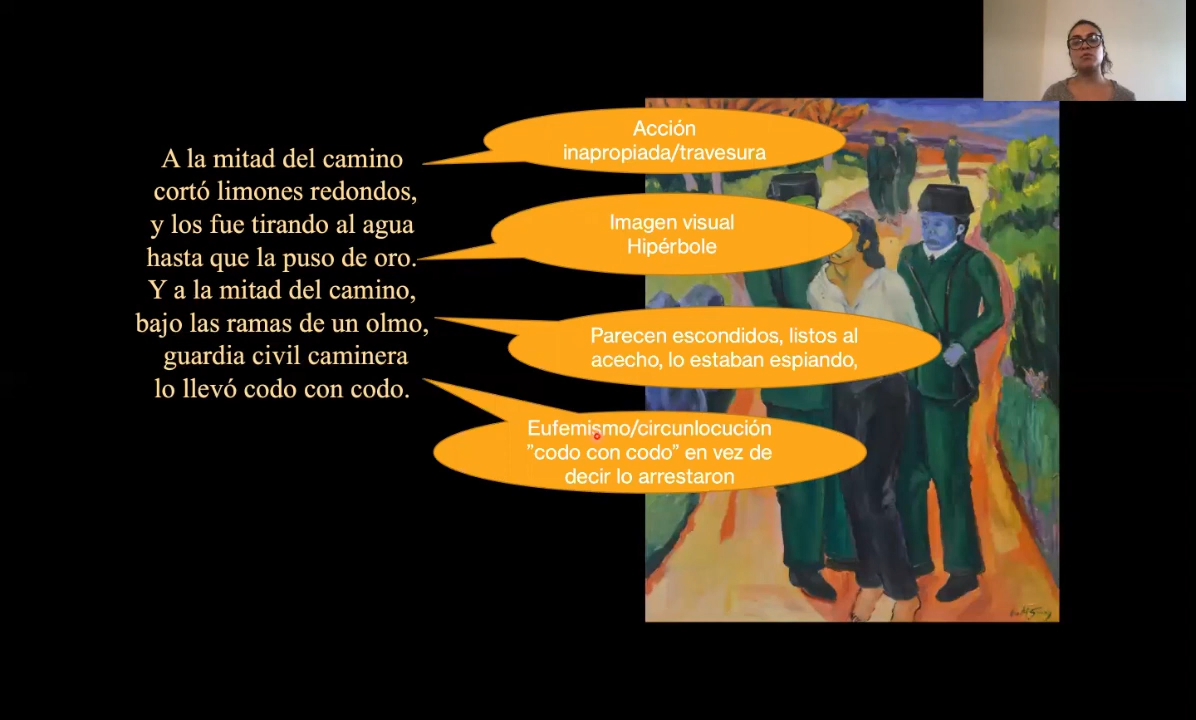 A la mitad del camino
cortó limones redondos,
y los fue tirando al agua
hasta que la puso de oro.
Y a la mitad del camino,
bajo las ramas de un olmo,
guardia civil caminera
lo llevó codo con codo.
Acción
inapropiada/travesura
Imagen visual
Hipérbole
Parecen escondidos, listos al
acecho, lo estaban espiando,
Eufemismo/circunlocución
”codo con codo” en vez de
decir lo arrestaron